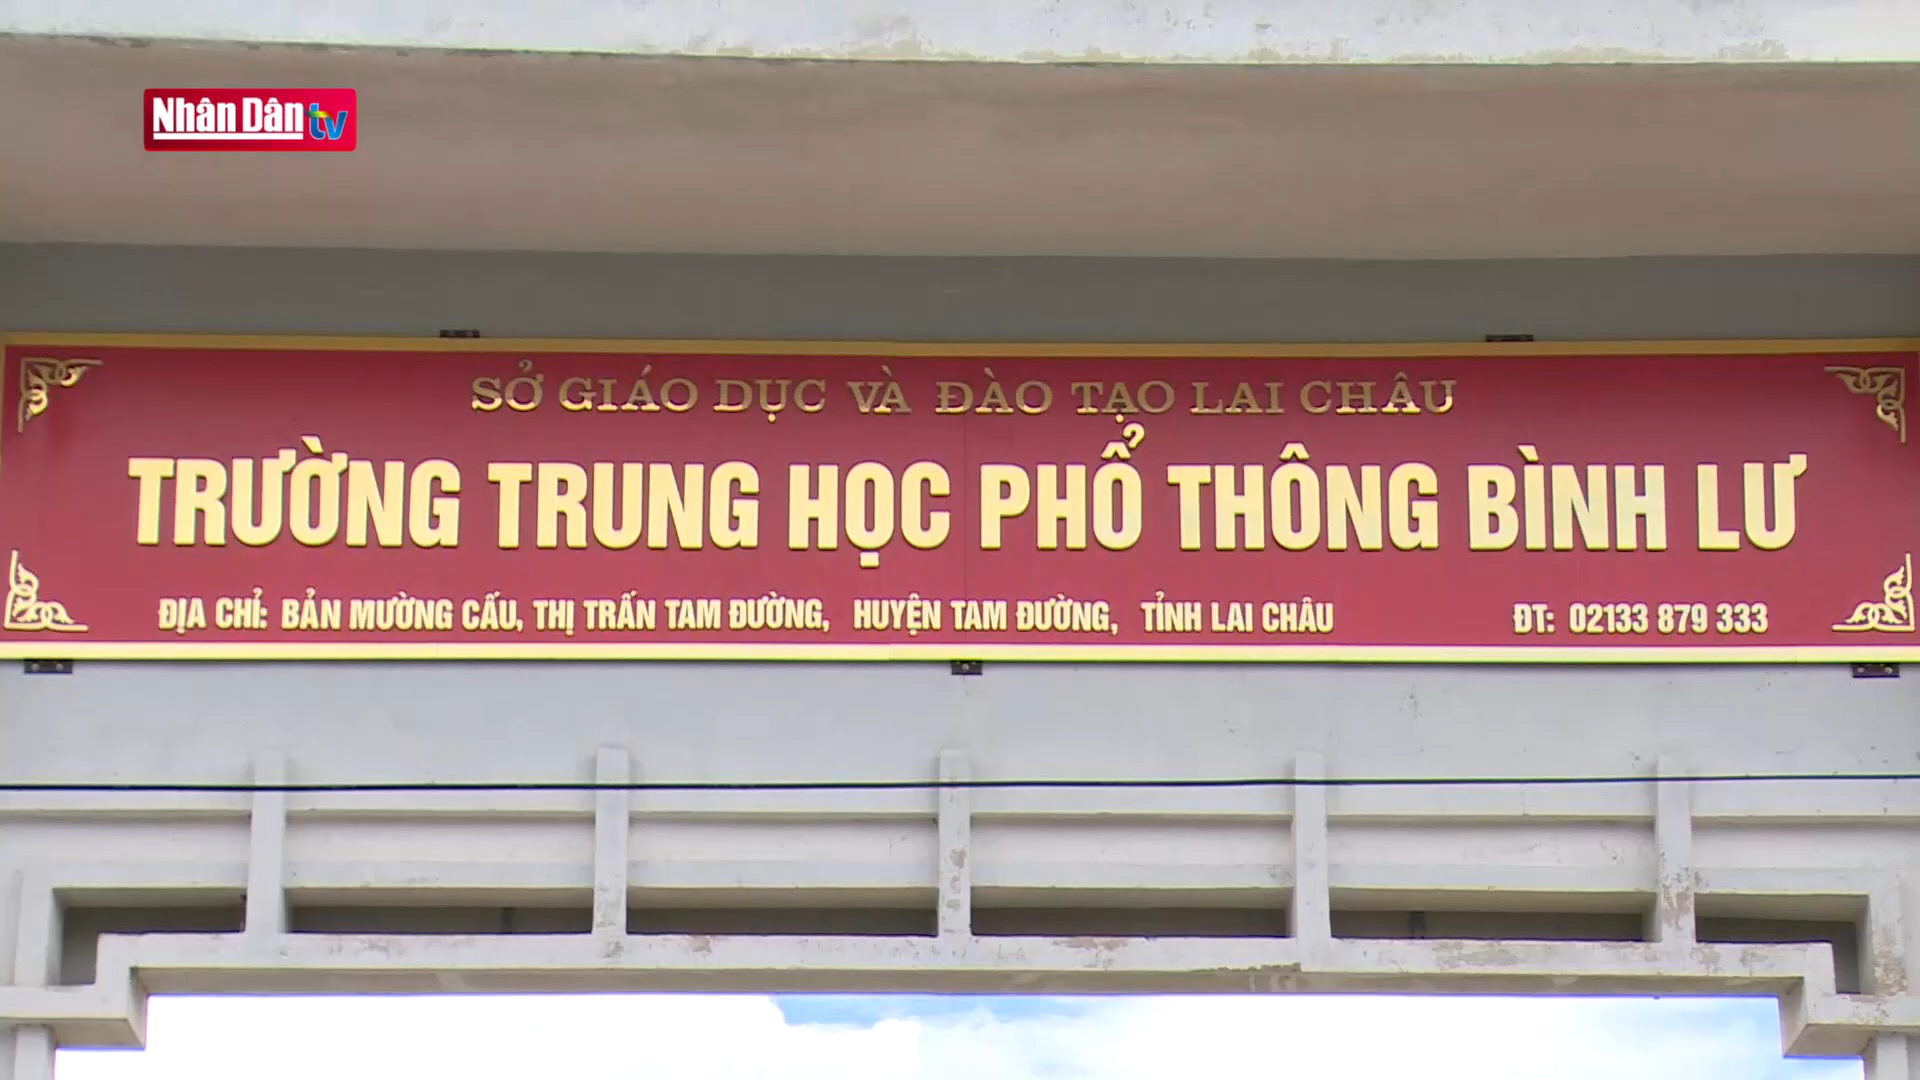 Nhân Dân tv
SỞ GIÁO DỤC VÀ ĐÀO TẠO LAI CHÂU
TRƯỜNG TRUNG HỌC PHỔ THÔNG BÌNH LƯ
ĐỊA CHỈ: BẢN MƯỜNG CẤU, THỊ TRẤN TAM ĐƯỜNG, HUYỆN TAM ĐƯỜNG, TỈNH LAI CHÂU ĐT: 02133 879 333